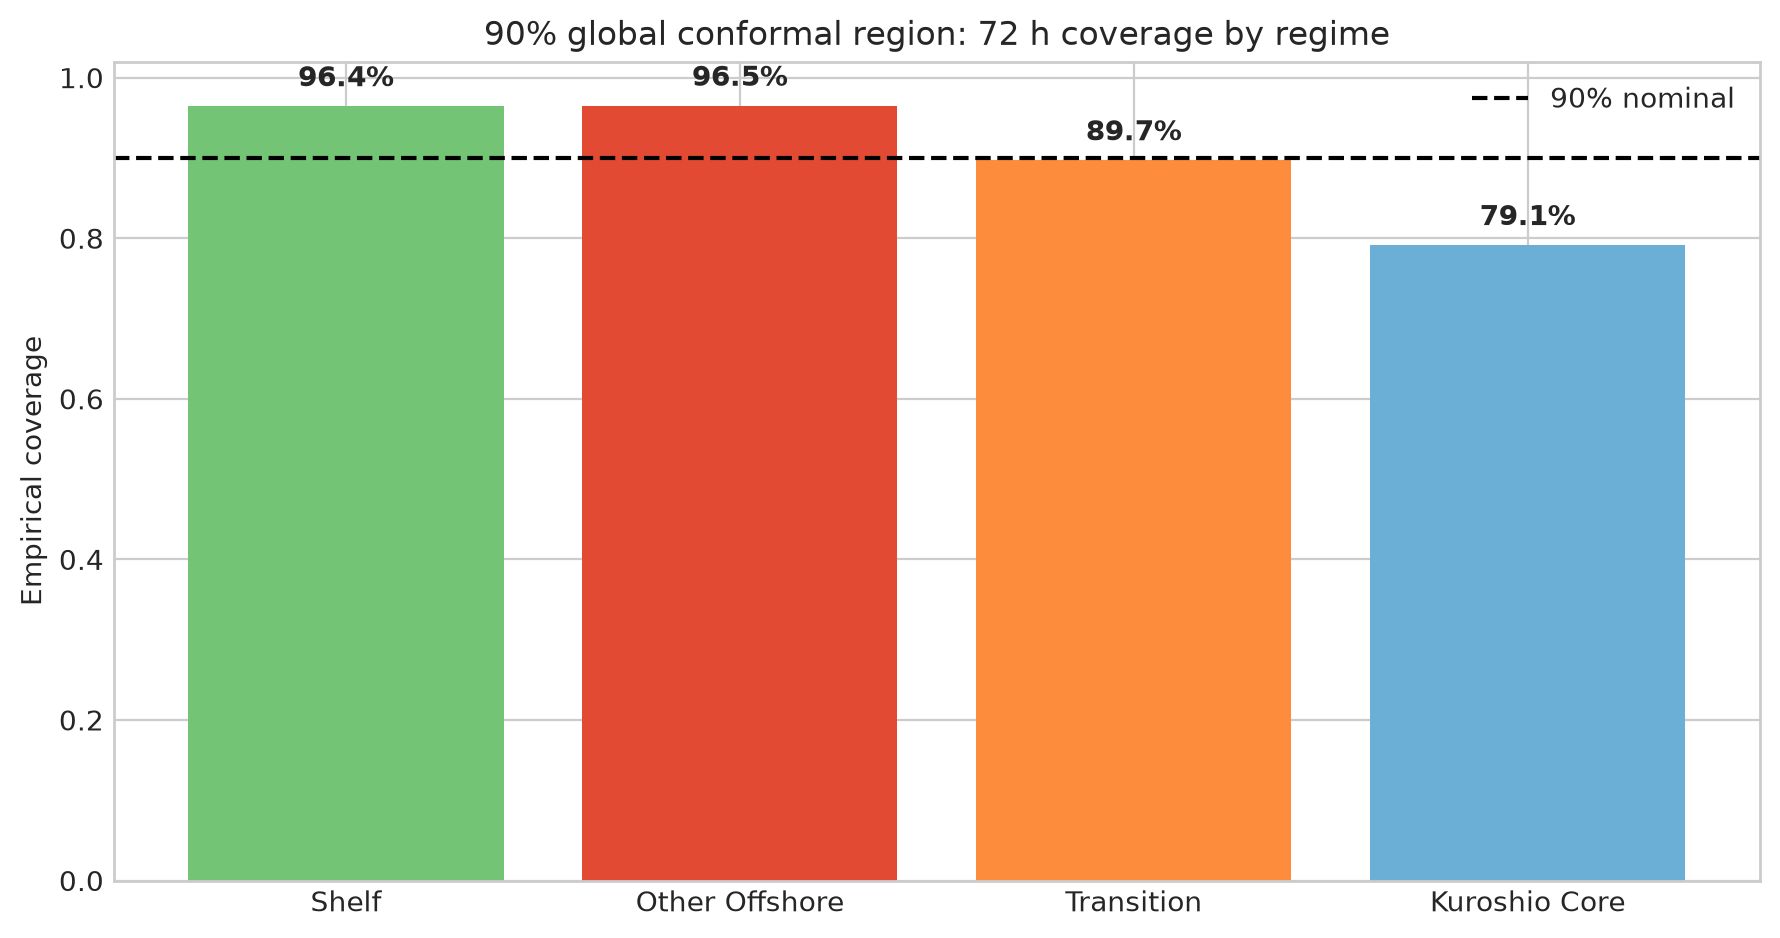 90% global conformal region: 72 h coverage by regime
1.0
0.8
0.6
0.4
0.2
0.0
Empirical coverage
96.4%
96.5%
89.7%
79.1%
90% nominal
Shelf
Other Offshore
Transition
Kuroshio Core